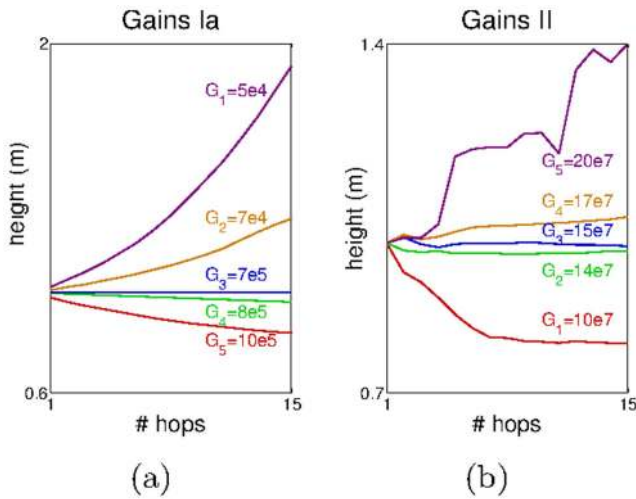 Gains Ia
2
G1=5e4
G2=7e4
G3=7e5
G4=8e5
G5=10e5
height (m)
0.6
1
15
# hops
(a)
Gains II
1.4
G5=20e7
G4=17e7
G3=15e7
G2=14e7
G1=10e7
height (m)
0.7
1
15
# hops
(b)